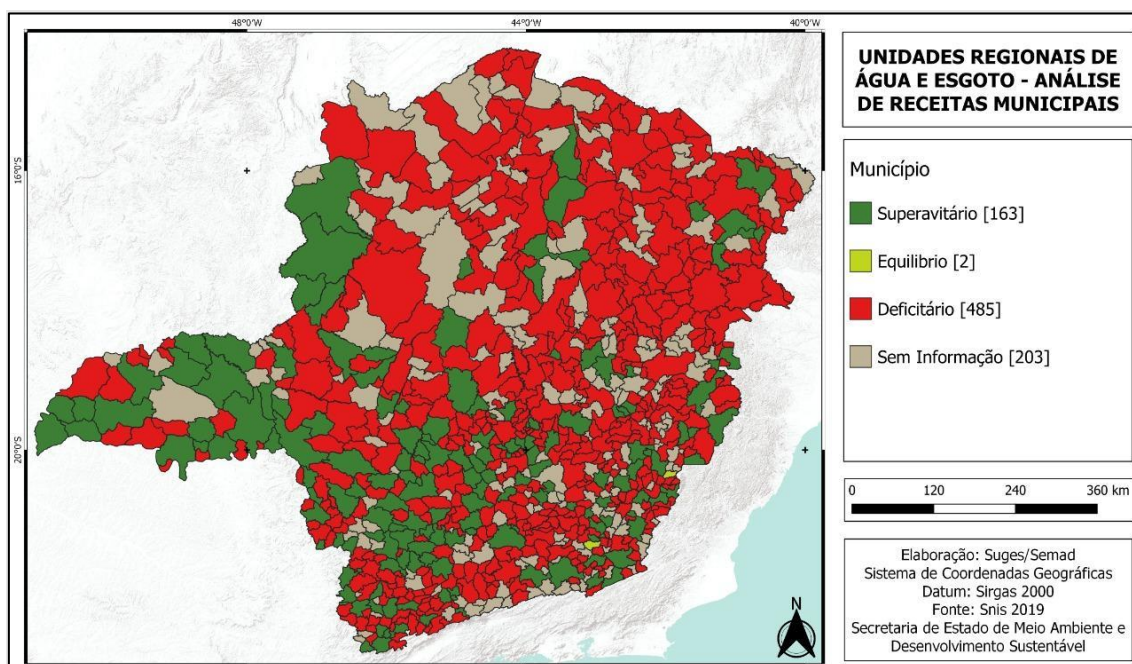 48°0'W
44°0'W
40°0'W
16°S
20°0'S
UNIDADES REGIONAIS DE
ÁGUA E ESGOTO - ANÁLISE
DE RECEITAS MUNICIPAIS
Município
Superavitário [163]
Equilibrio [2]
Deficitário [485]
Sem Informação [203]
0 120 240 360 km
Elaboração: Suges/Semad
Sistema de Coordenadas Geográficas
Datum: Sirgas 2000
Fonte: Snis 2019
Secretaria de Estado de Meio Ambiente e
Desenvolvimento Sustentável
N